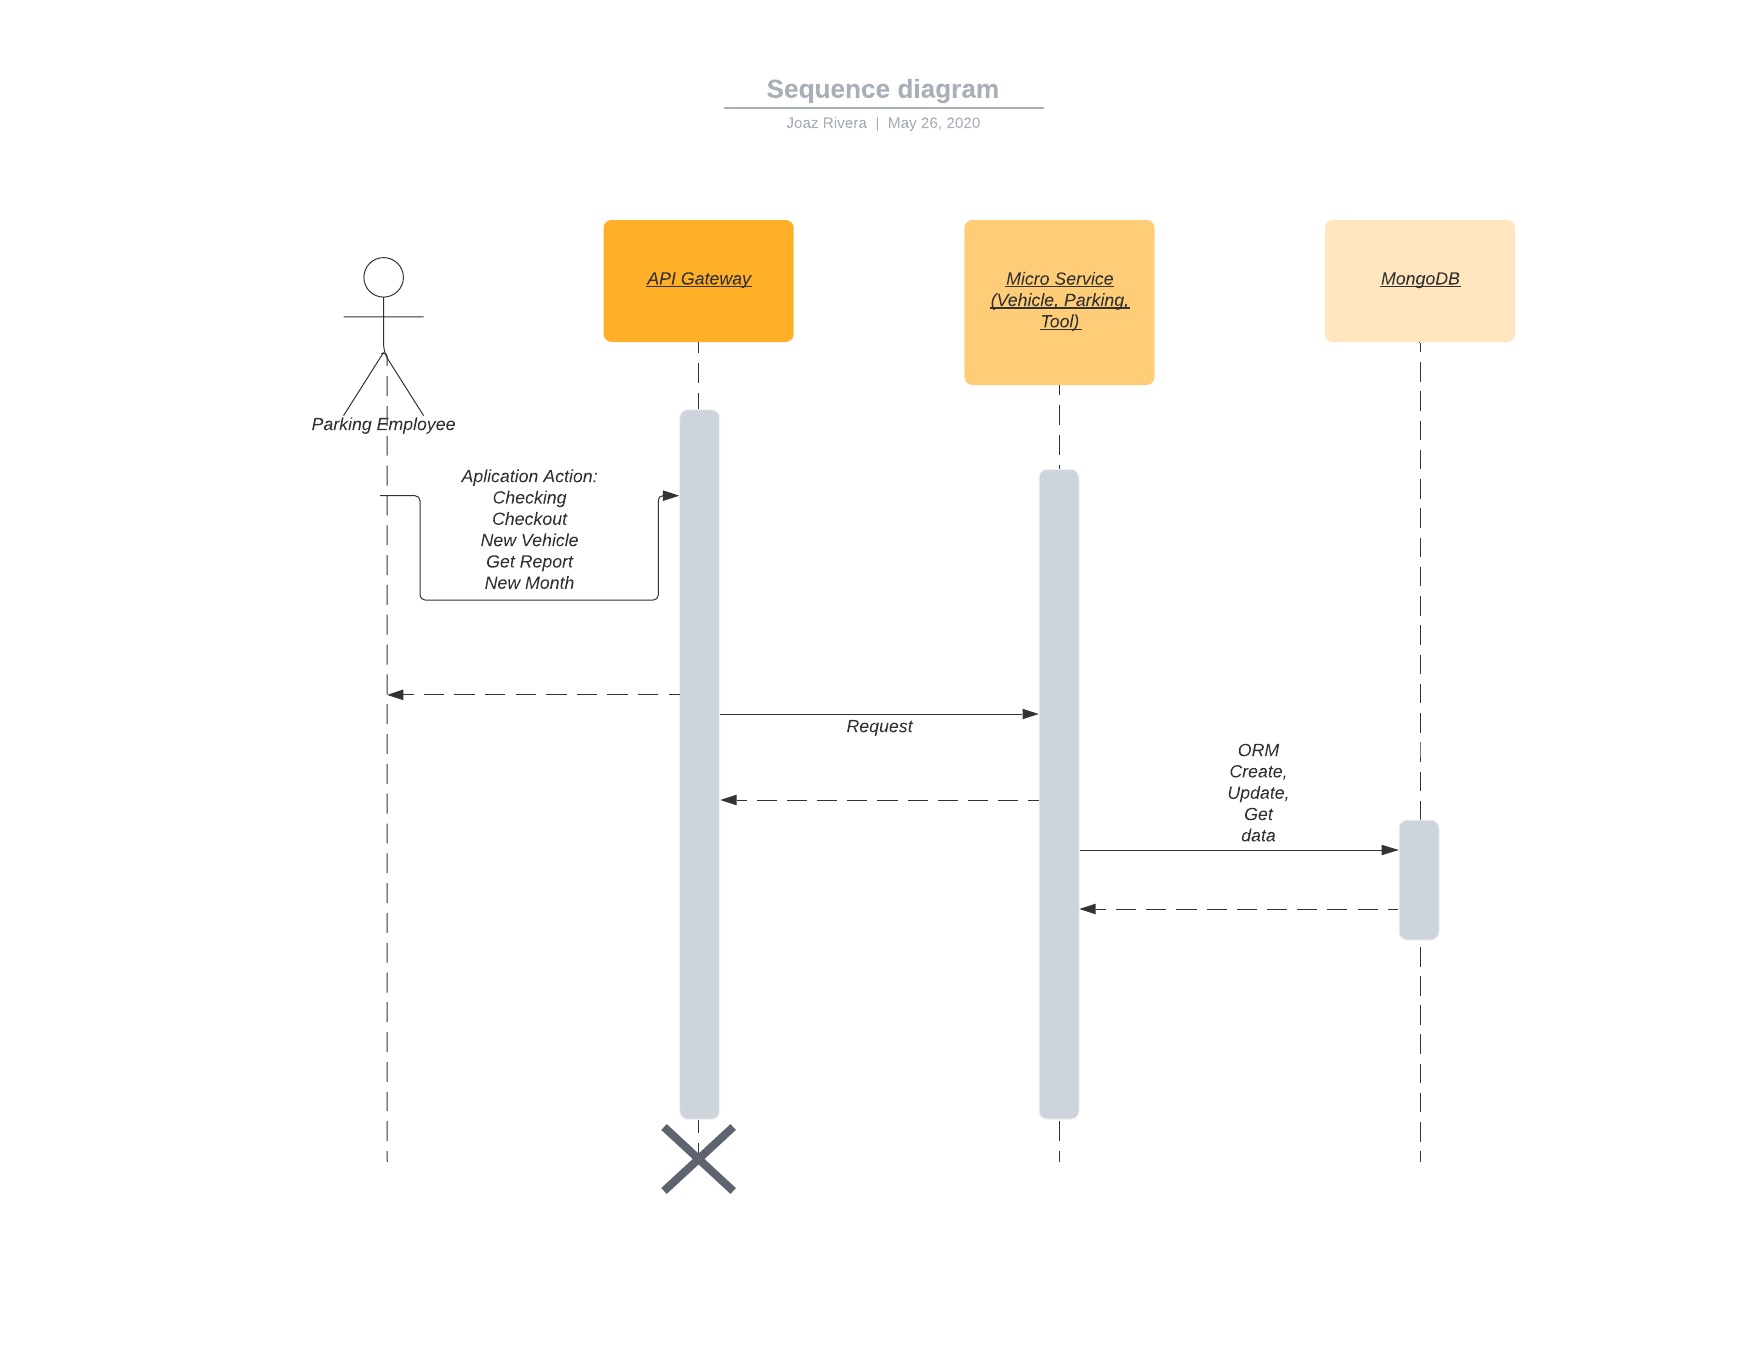 Sequence diagram
Joaz Rivera | May 26, 2020
API Gateway
Micro Service
(Vehicle, Parking,
Tool)
MongoDB
Parking Employee
Aplication Action:
Checking
Checkout
New Vehicle
Get Report
New Month
Request
ORM
Create,
Update,
Get
data